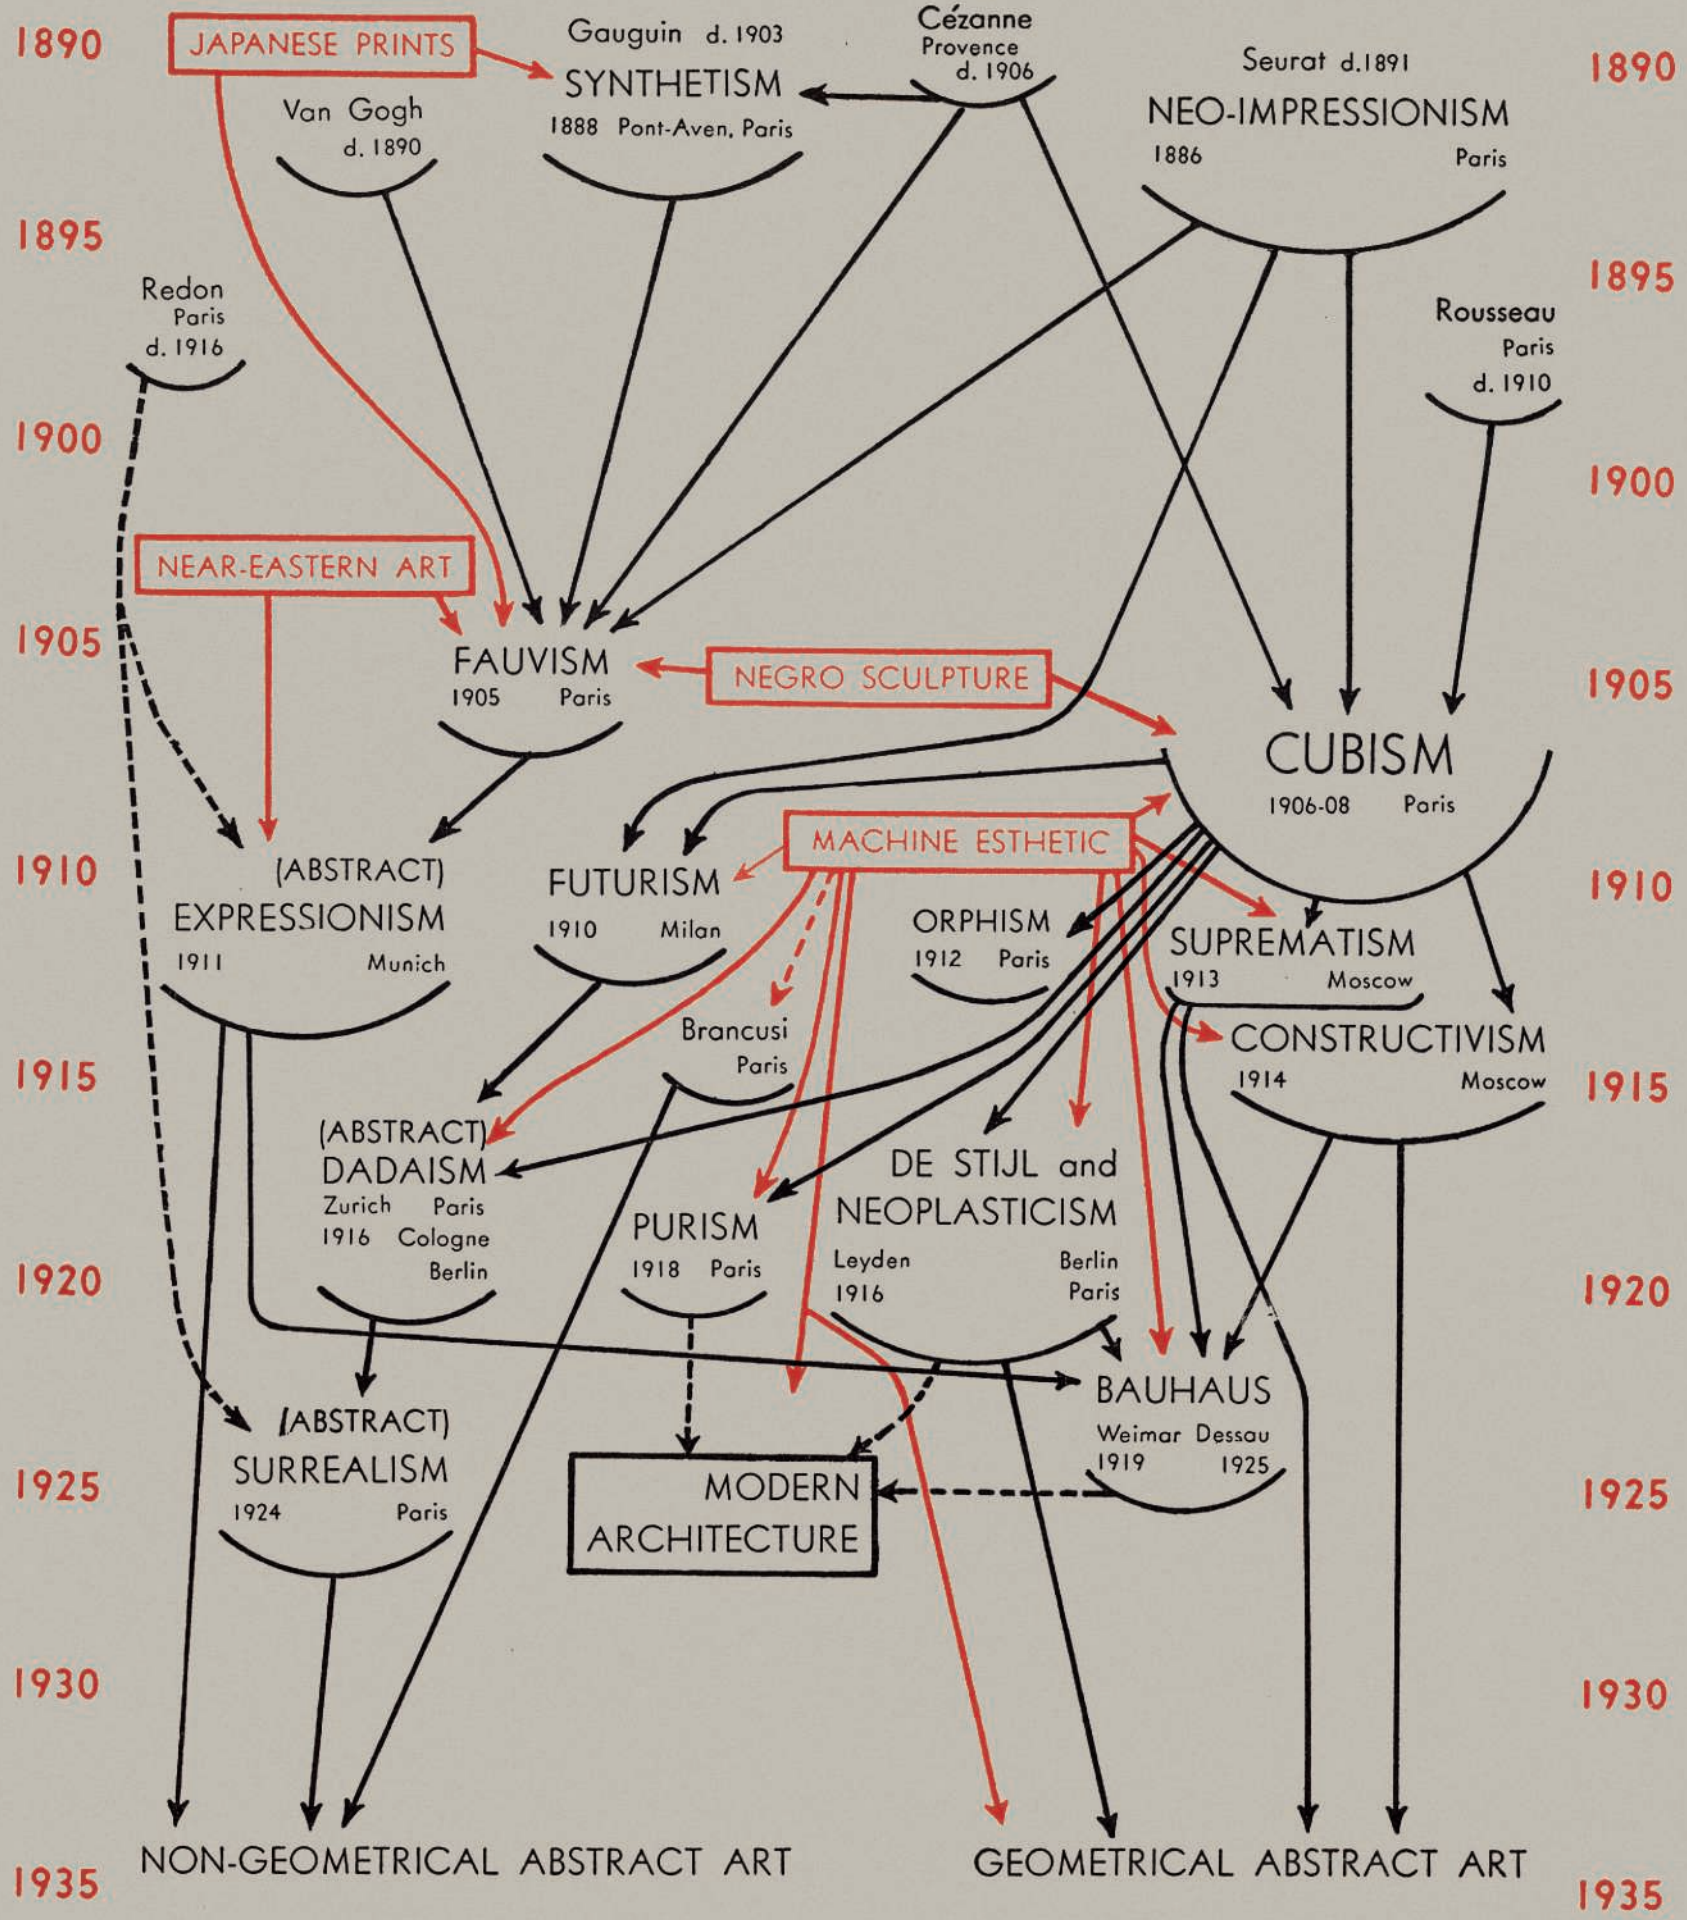 1890
JAPANESE PRINTS
Gauguin d. 1903
SYNTHETISM
1888 Pont-Aven, Paris
Cézanne
Provence
d. 1906
Seurat d.1891
NEO-IMPRESSIONISM
1886 Paris
1890
Van Gogh
d. 1890
1895
1895
Redon
Paris
d. 1916
Rousseau
Paris
d. 1910
1900
1900
NEAR-EASTERN ART
1905
FAUVISM
1905 Paris
NEGRO SCULPTURE
1905
CUBISM
1906-08 Paris
MACHINE ESTHETIC
1910
(ABSTRACT)
EXPRESSIONISM
1911 Munich
FUTURISM
1910 Milan
ORPHISM
1912 Paris
SUPREMATISM
1913 Moscow
1910
Brancusi
Paris
CONSTRUCTIVISM
1914 Moscow
1915
1915
(ABSTRACT)
DADAISM
Zurich Paris
1916 Cologne
Berlin
PURISM
1918 Paris
DE STIJL and
NEOPLASTICISM
Leyden Berlin
1916 Paris
1920
1920
BAUHAUS
Weimar Dessau
1919 1925
(ABSTRACT)
SURREALISM
1924 Paris
MODERN
ARCHITECTURE
1925
1925
1930
1930
NON-GEOMETRICAL ABSTRACT ART
GEOMETRICAL ABSTRACT ART
1935
1935